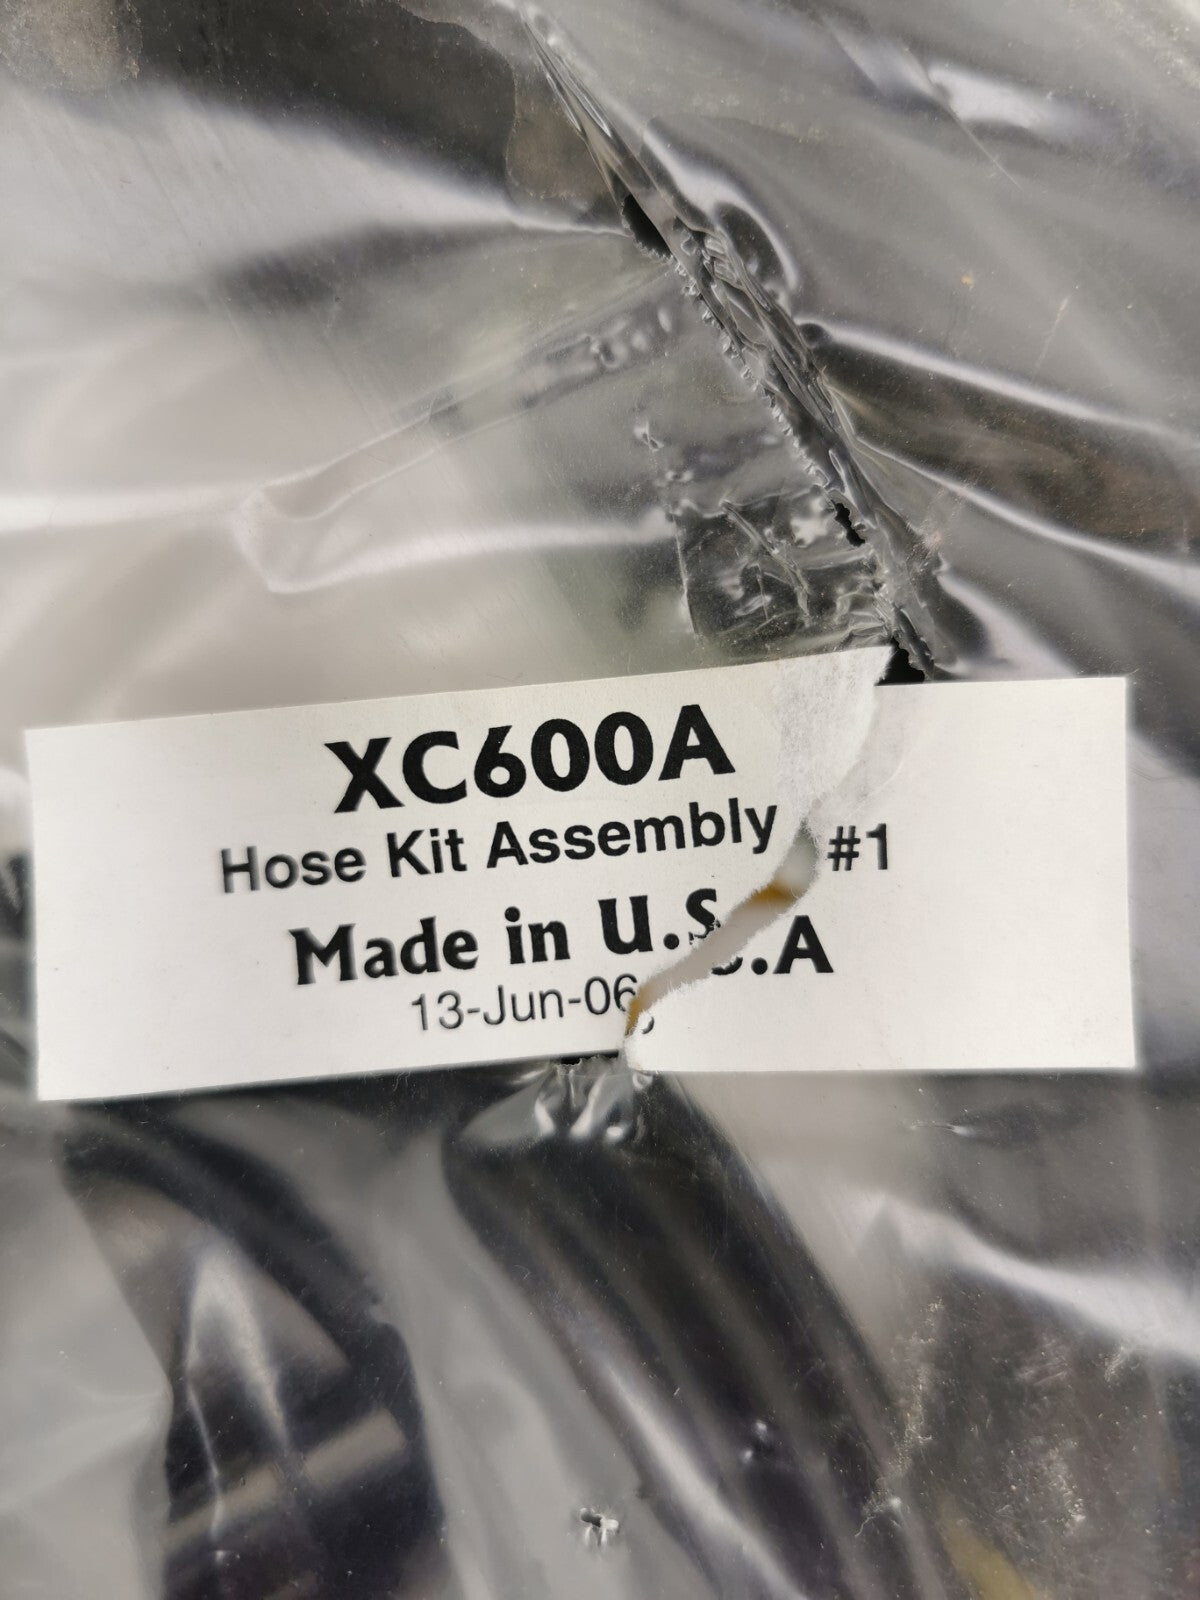 XC600A
Hose Kit Assembly #1
Made in U.S.A
13-Jun-06